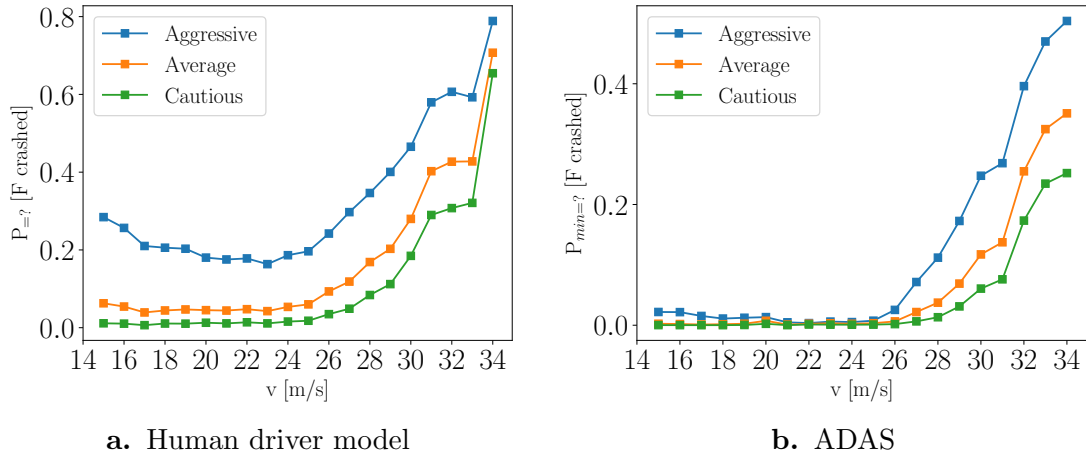 0.8
0.6
0.4
0.2
0.0
P=? [F crashed]
Aggressive
Average
Cautious
14 16 18 20 22 24 26 28 30 32 34
v [m/s]
a. Human driver model
0.4
0.2
0.0
Pmin=? [F crashed]
Aggressive
Average
Cautious
14 16 18 20 22 24 26 28 30 32 34
v [m/s]
b. ADAS